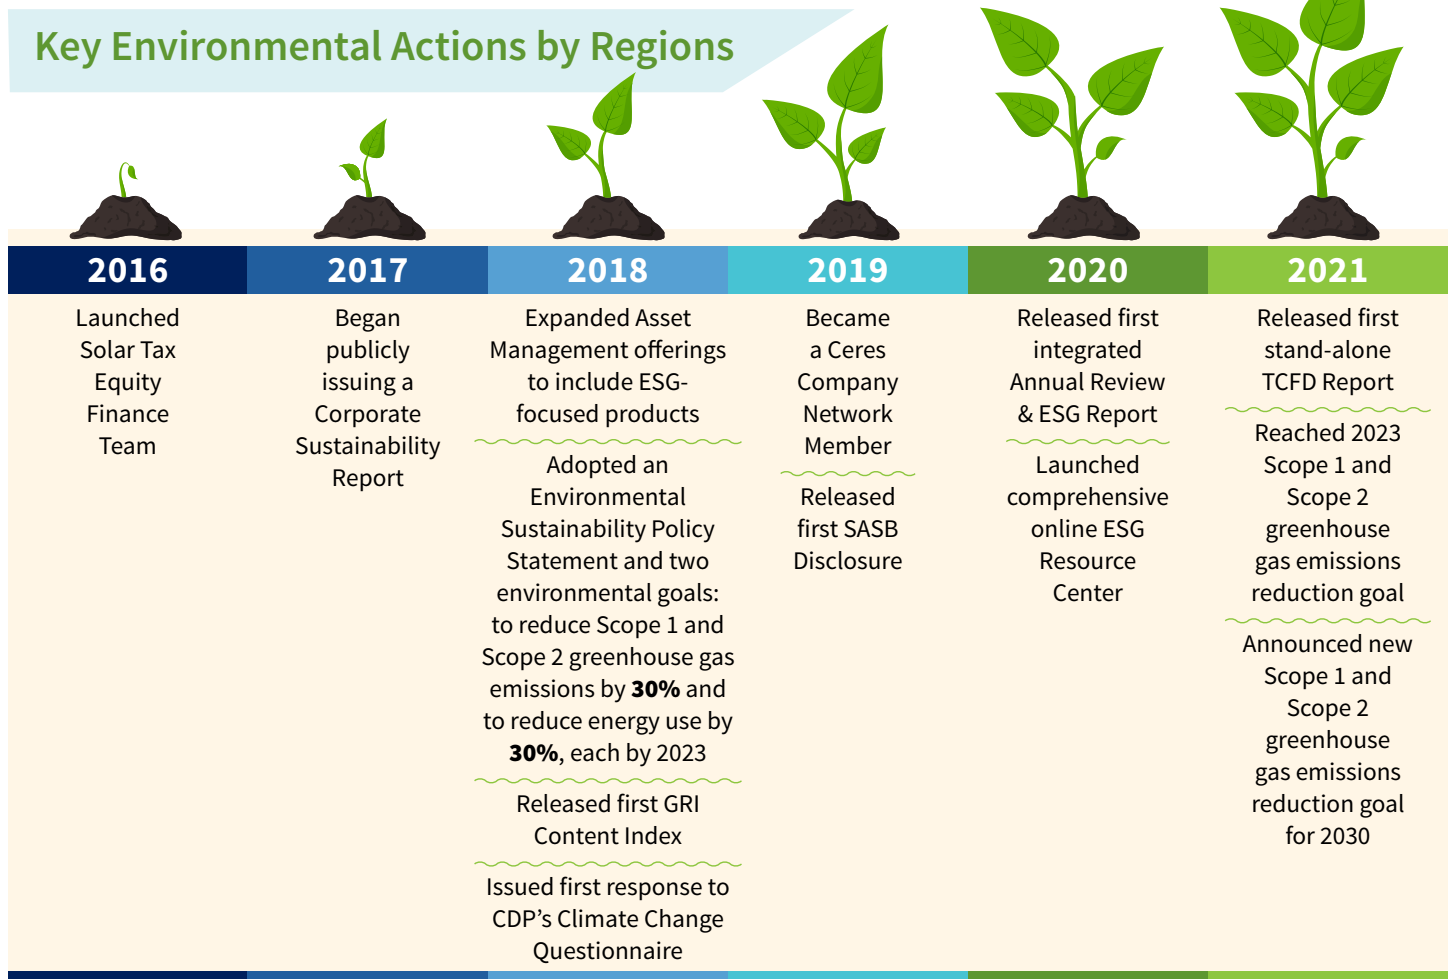 Key Environmental Actions by Regions
2016
Launched
Solar Tax
Equity
Finance
Team
2017
Began
publicly
issuing a
Corporate
Sustainability
Report
2018
Expanded Asset
Management offerings
to include ESG-
focused products
Adopted an
Environmental
Sustainability Policy
Statement and two
environmental goals:
to reduce Scope 1 and
Scope 2 greenhouse gas
emissions by 30% and
to reduce energy use by
30%, each by 2023
Released first GRI
Content Index
Issued first response to
CDP’s Climate Change
Questionnaire
2019
Became
a Ceres
Company
Network
Member
Released
first SASB
Disclosure
2020
Released first
integrated
Annual Review
& ESG Report
Launched
comprehensive
online ESG
Resource
Center
2021
Released first
stand-alone
TCFD Report
Reached 2023
Scope 1 and
Scope 2
greenhouse
gas emissions
reduction goal
Announced new
Scope 1 and
Scope 2
greenhouse
gas emissions
reduction goal
for 2030